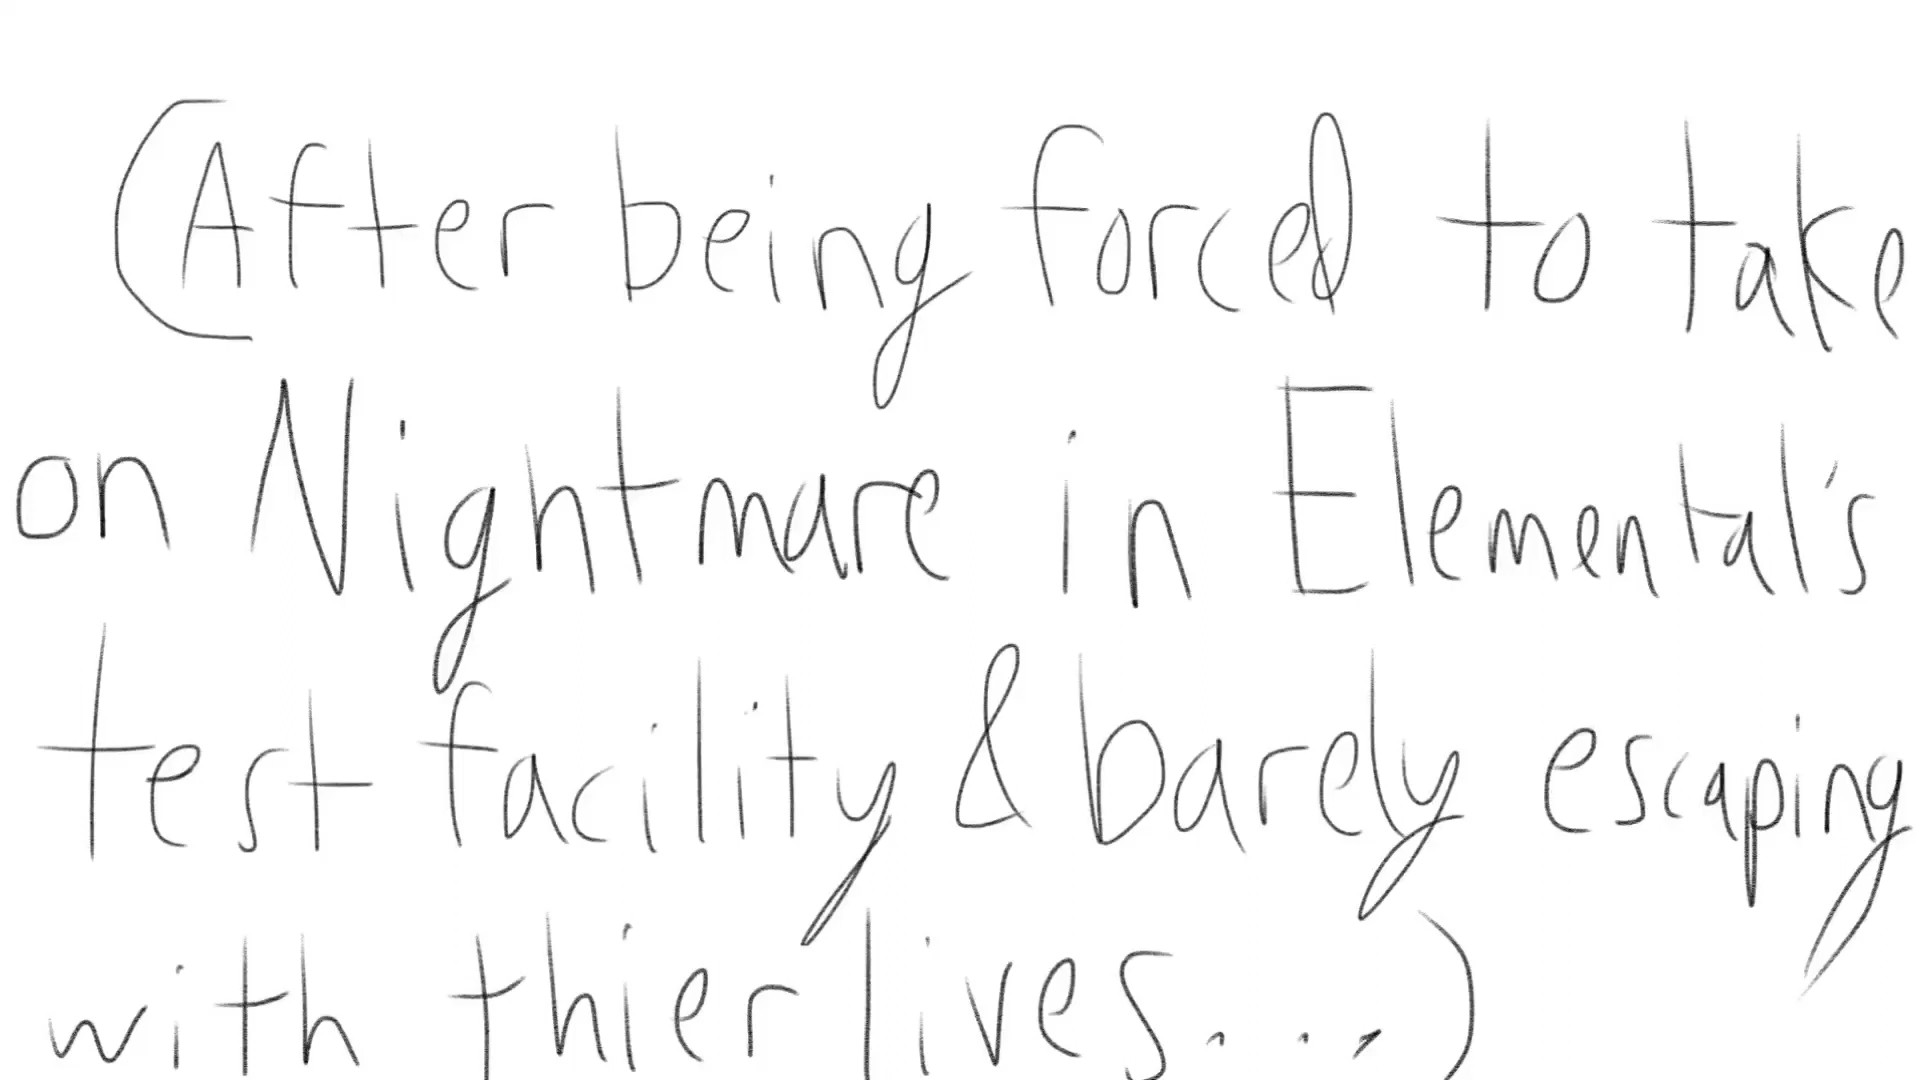 (After being forced to take
on Nightmare in Elemental's
test facility & barely escaping
with thier lives...)